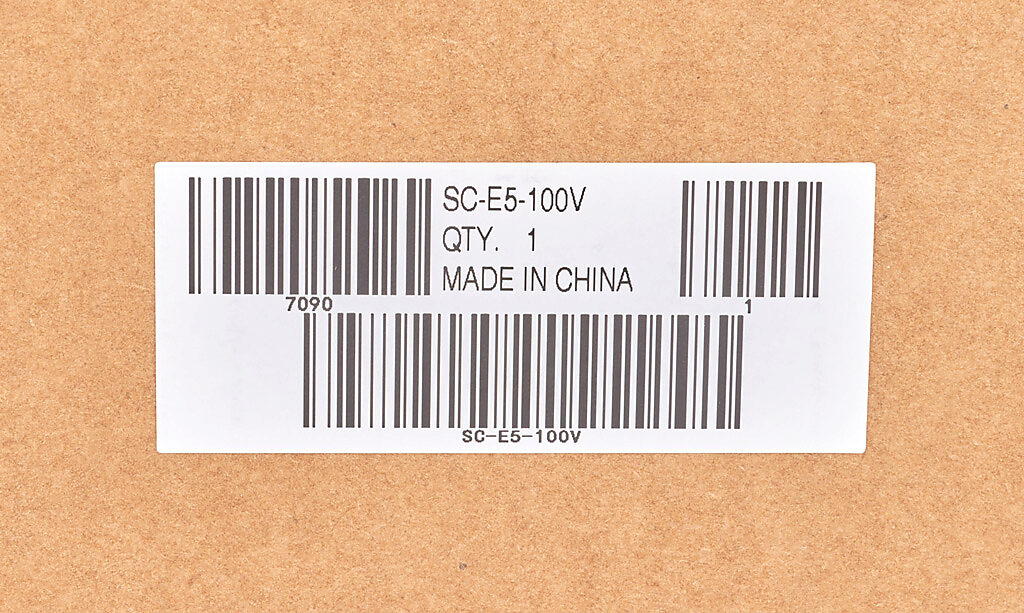 SC-E5-100V
QTY. 1
MADE IN CHINA
7090
1
SC-E5-100V